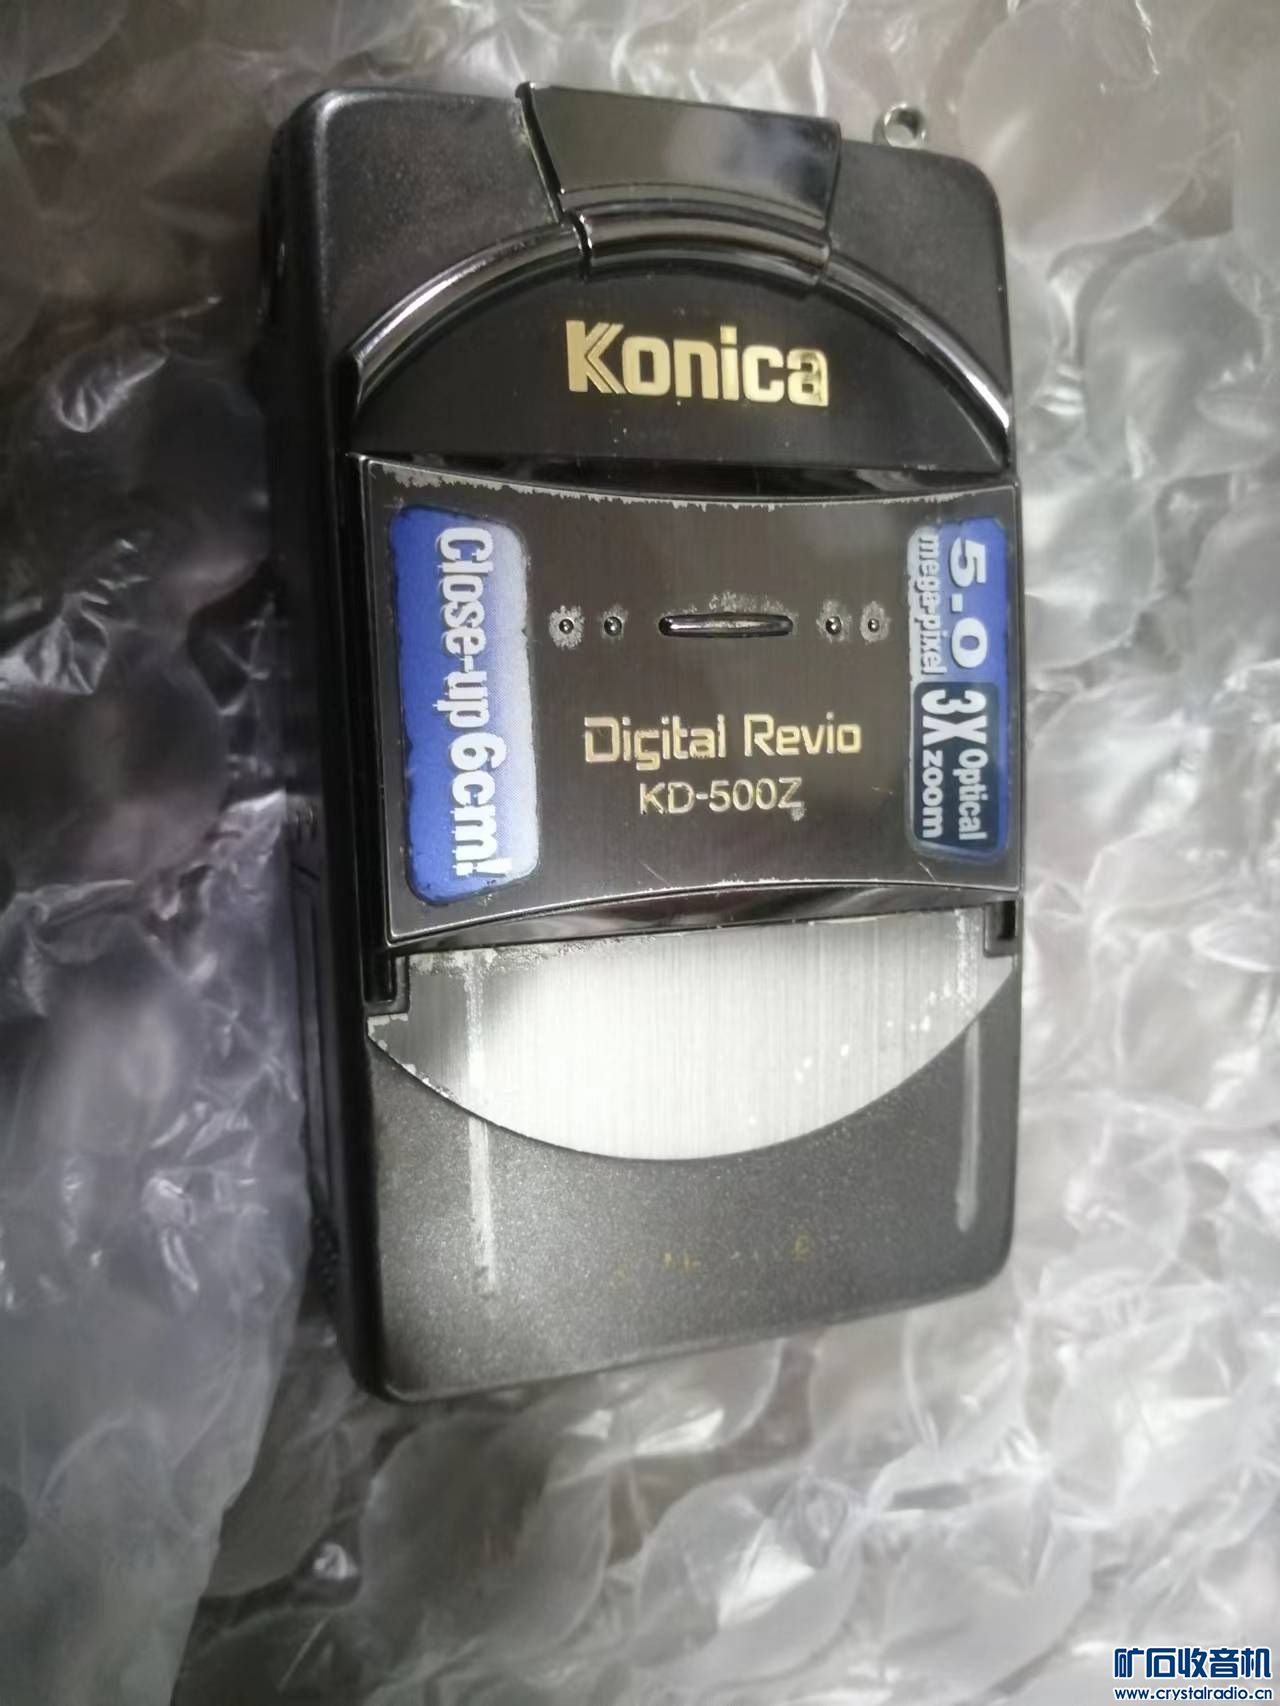 Konica
Close-up 6cm!
5.0
mega-pixel
3X Optical
zoom
Digital Revio
KD-500Z
矿石收音机
www.crystalradio.cn